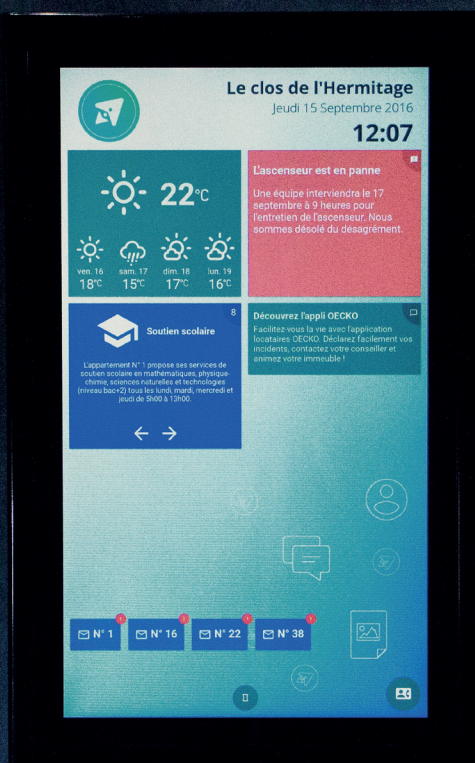 Le clos de l'Hermitage
Jeudi 15 Septembre 2016
12:07
22°C
ven. 16
sam. 17
dim. 18
lun. 19
18°C
15°C
17°C
16°C
L'ascenseur est en panne
Une équipe interviendra le 17
septembre à 9 heures pour
l'entretien de l'ascenseur. Nous
sommes désolé du désagrément.
8
Soutien scolaire
L'appartement N° 1 propose ses services de
soutien scolaire en mathématiques, physique-
chimie, sciences naturelles et technologies
(niveau bac+2) tous les lundi, mardi, mercredi et
jeudi de 5h00 à 13h00.
Découvrez l'appli OECKO
Facilitez-vous la vie avec l'application
locataires OECKO. Déclarez facilement vos
incidents, contactez votre conseiller et
animez votre immeuble !
N° 1
N° 16
N° 22
N° 38